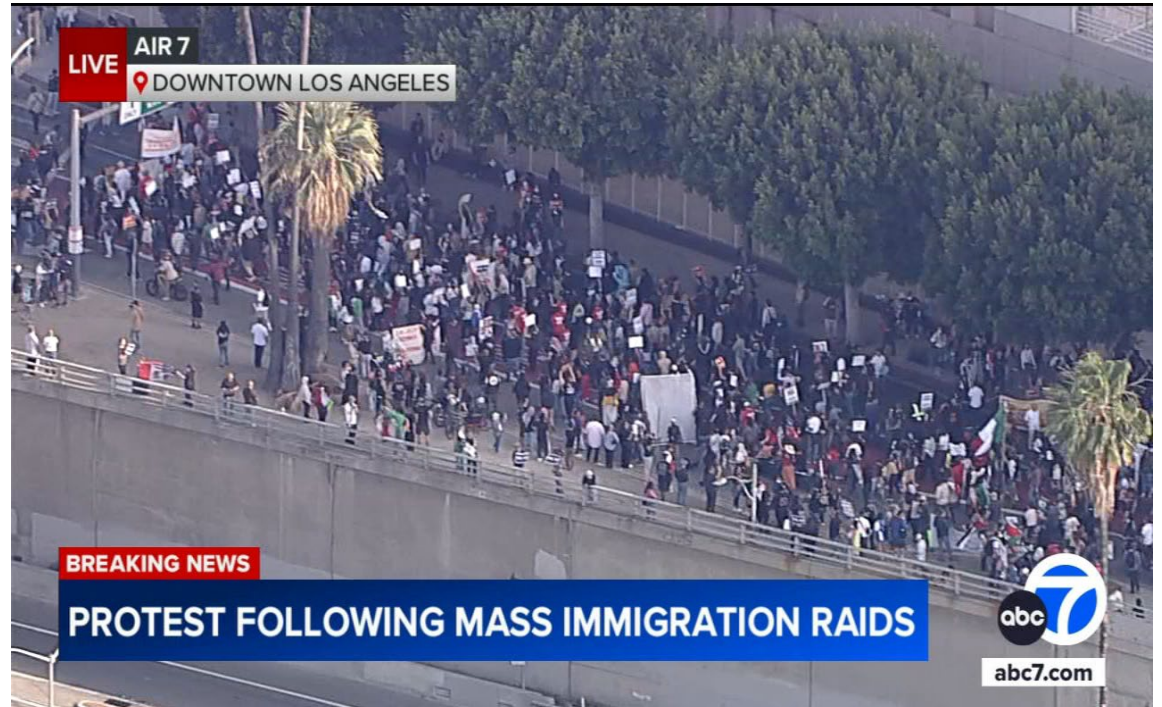 LIVE
AIR 7
DOWNTOWN LOS ANGELES
BREAKING NEWS
PROTEST FOLLOWING MASS IMMIGRATION RAIDS
abc 7
abc7.com